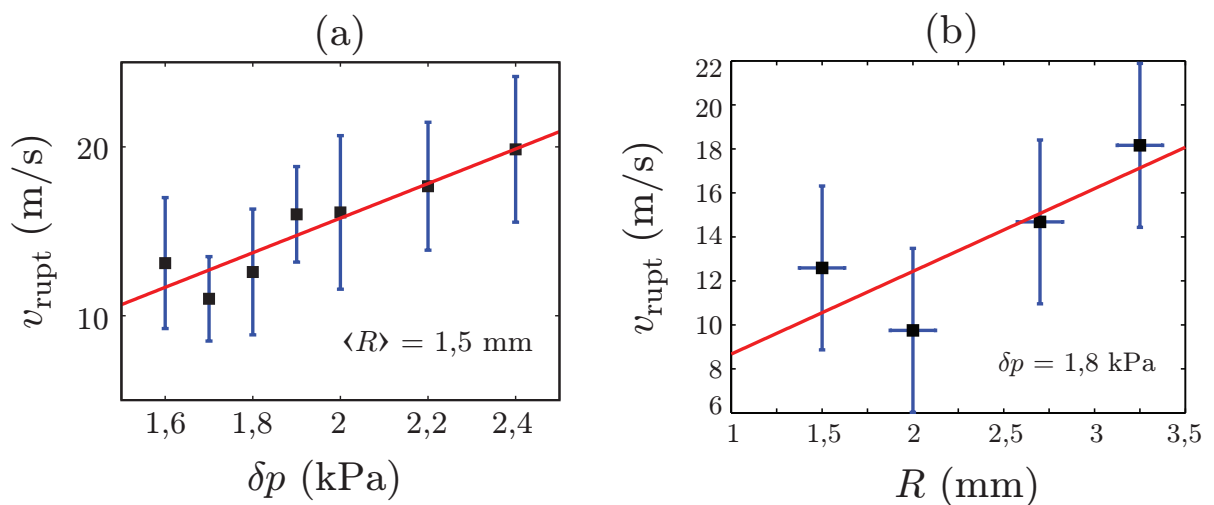 (a)
v_rupt (m/s)
20
10
⟨R⟩ = 1,5 mm
1,6 1,8 2 2,2 2,4
δp (kPa)
(b)
v_rupt (m/s)
22
20
18
16
14
12
10
8
6
δp = 1,8 kPa
1 1,5 2 2,5 3 3,5
R (mm)